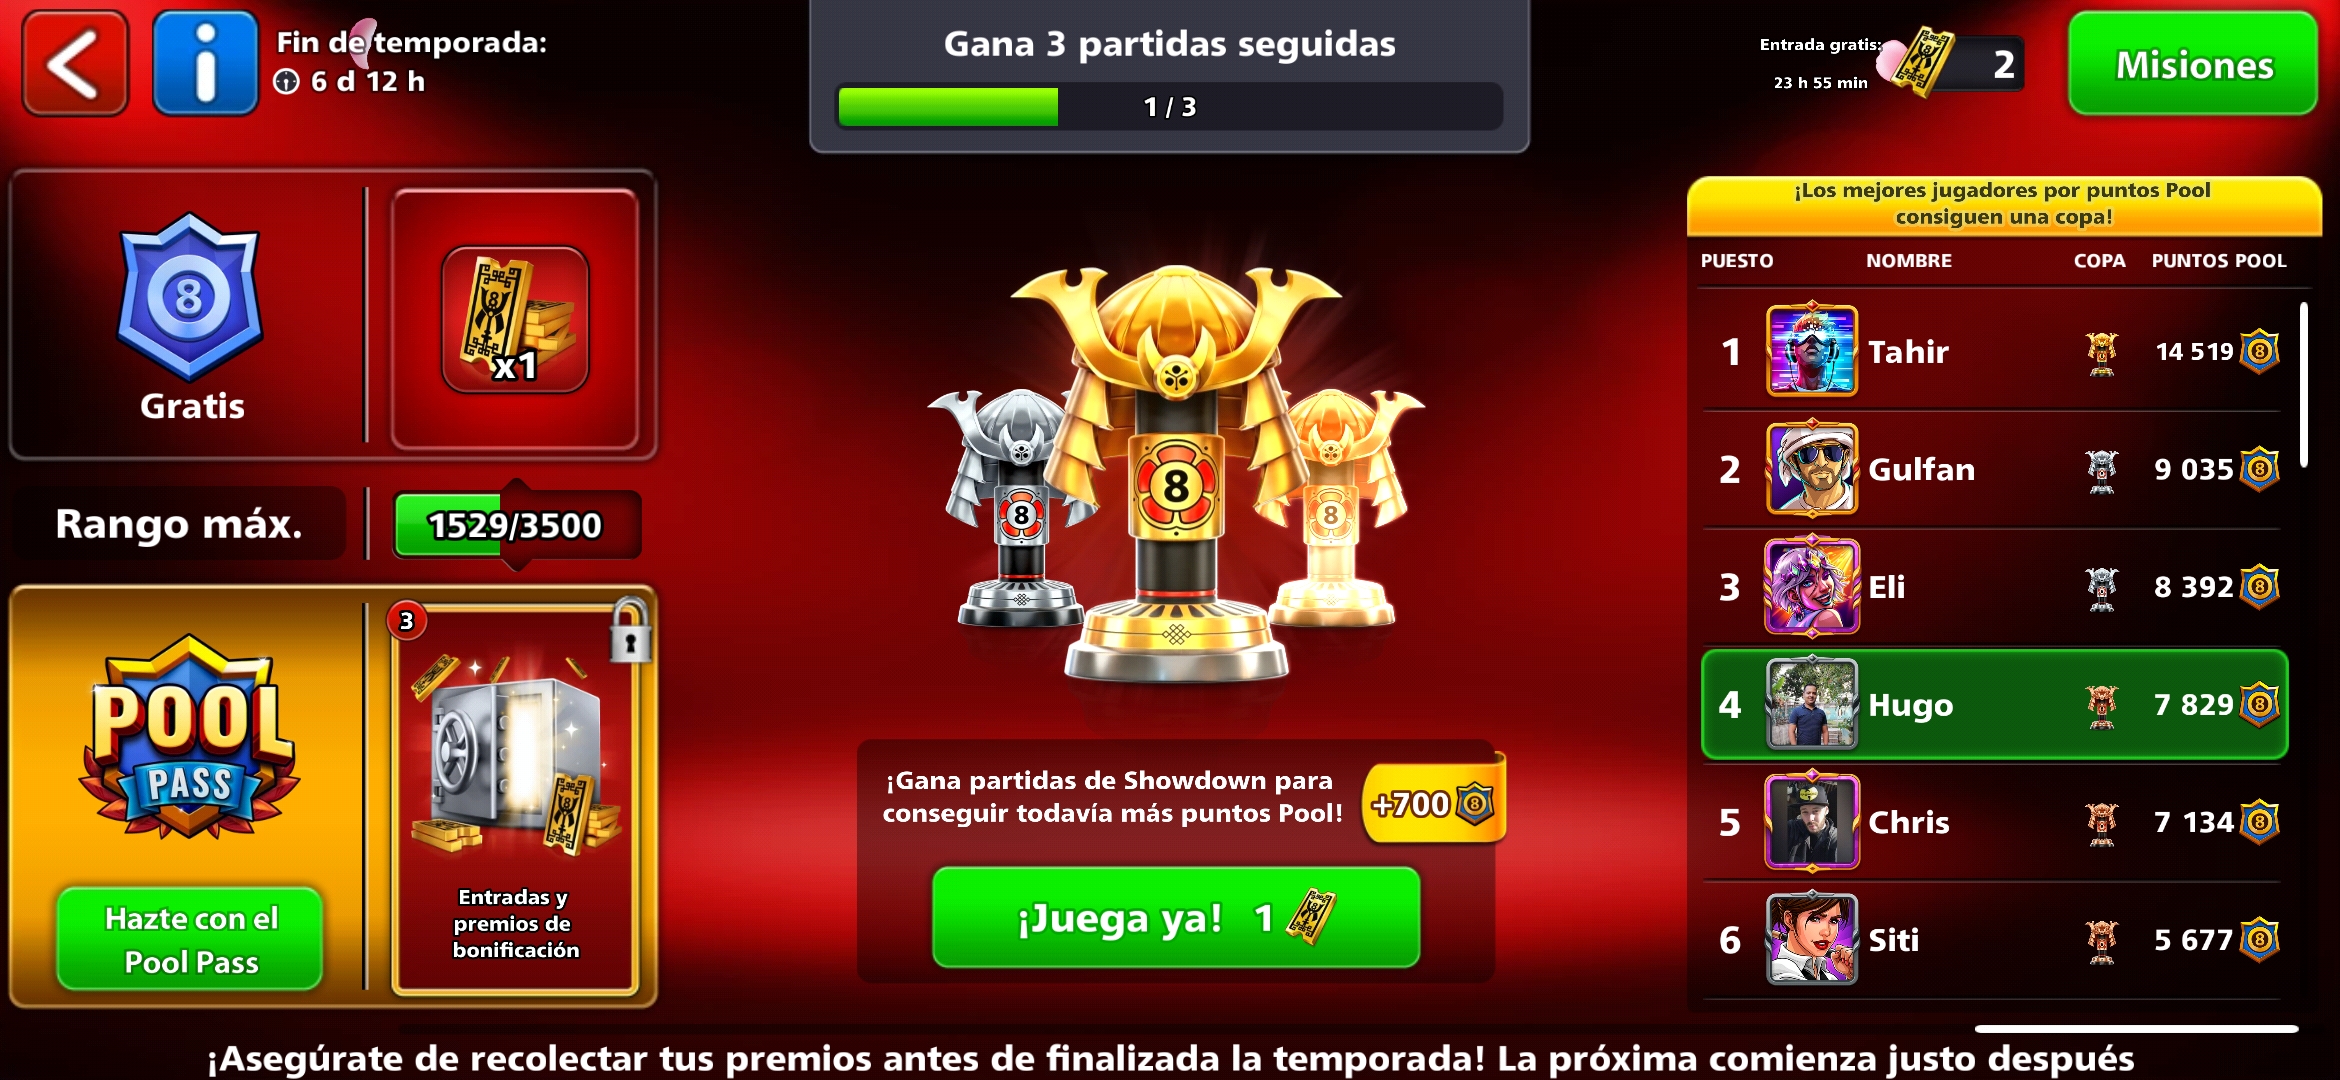 Fin de temporada:
6 d 12 h
Gana 3 partidas seguidas
1 / 3
Entrada gratis:
23 h 55 min
2
Misiones
8
Gratis
x1
Rango máx.
1529/3500
POOL
PASS
Hazte con el
Pool Pass
3
Entradas y
premios de
bonificación
8
8
8
¡Gana partidas de Showdown para
conseguir todavía más puntos Pool!
+700
¡Juega ya! 1
¡Los mejores jugadores por puntos Pool
consiguen una copa!
PUESTO NOMBRE COPA PUNTOS POOL
1 Tahir 14 519
2 Gulfan 9 035
3 Eli 8 392
4 Hugo 7 829
5 Chris 7 134
6 Siti 5 677
¡Asegúrate de recolectar tus premios antes de finalizada la temporada! La próxima comienza justo después